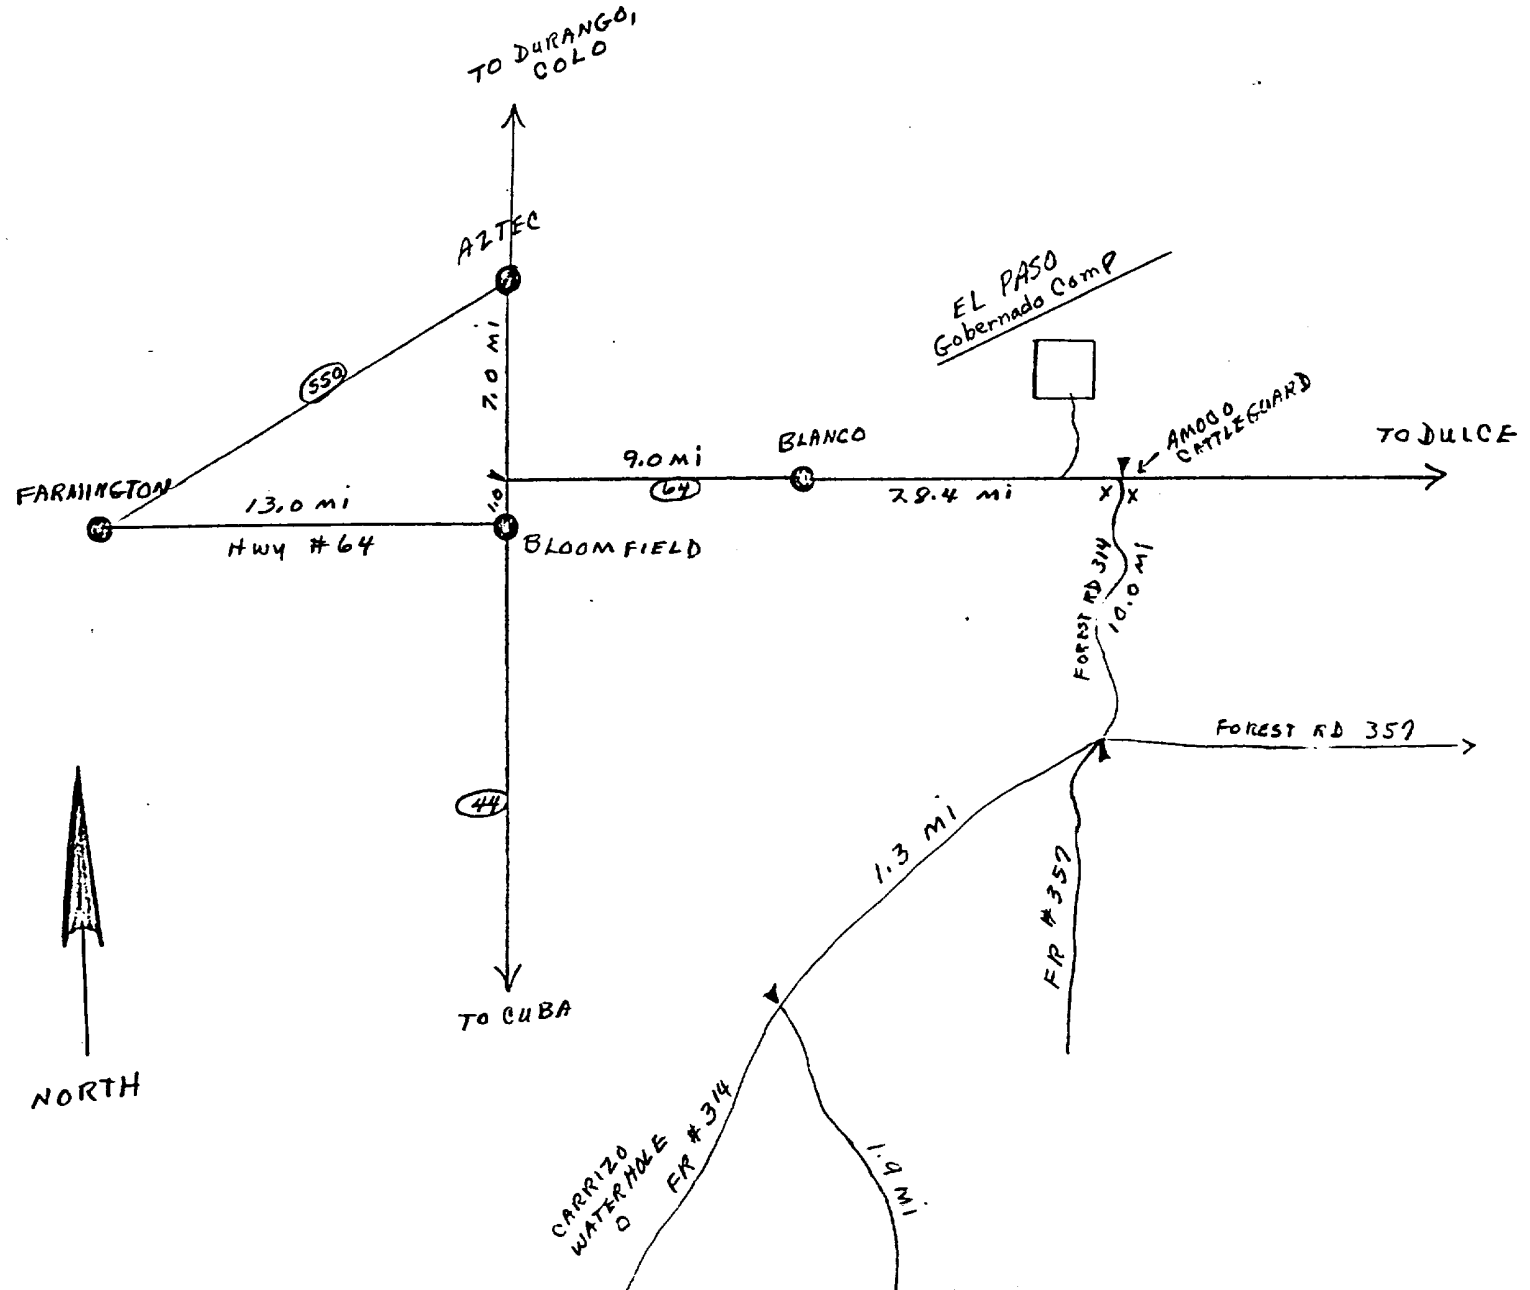 TO DURANGO,
COLO
AZTEC
7.0 mi
550
EL PASO
Gobernado Comp
AMOCO
CATTLEGUARD
TO DULCE
BLANCO
9.0 mi
64
28.4 mi
X X
FARMINGTON
13.0 mi
Hwy #64
1.0
BLOOMFIELD
FOREST RD 314
10.0 mi
FOREST RD 357
44
1.3 mi
FR #357
TO CUBA
NORTH
CARRIZO
WATERHOLE
FR #314
1.9 mi